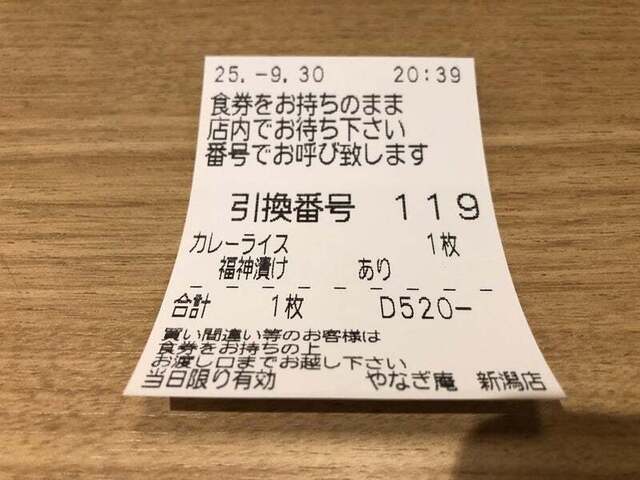 25.-9.30 20:39
食券をお持ちのまま
店内でお待ち下さい
番号でお呼び致します
引換番号 119
カレーライス 1枚
福神漬け あり
合計 1枚 D520-
買い間違い等のお客様は
食券をお持ちの上
お渡し口までお越し下さい
当日限り有効 やなぎ庵 新潟店